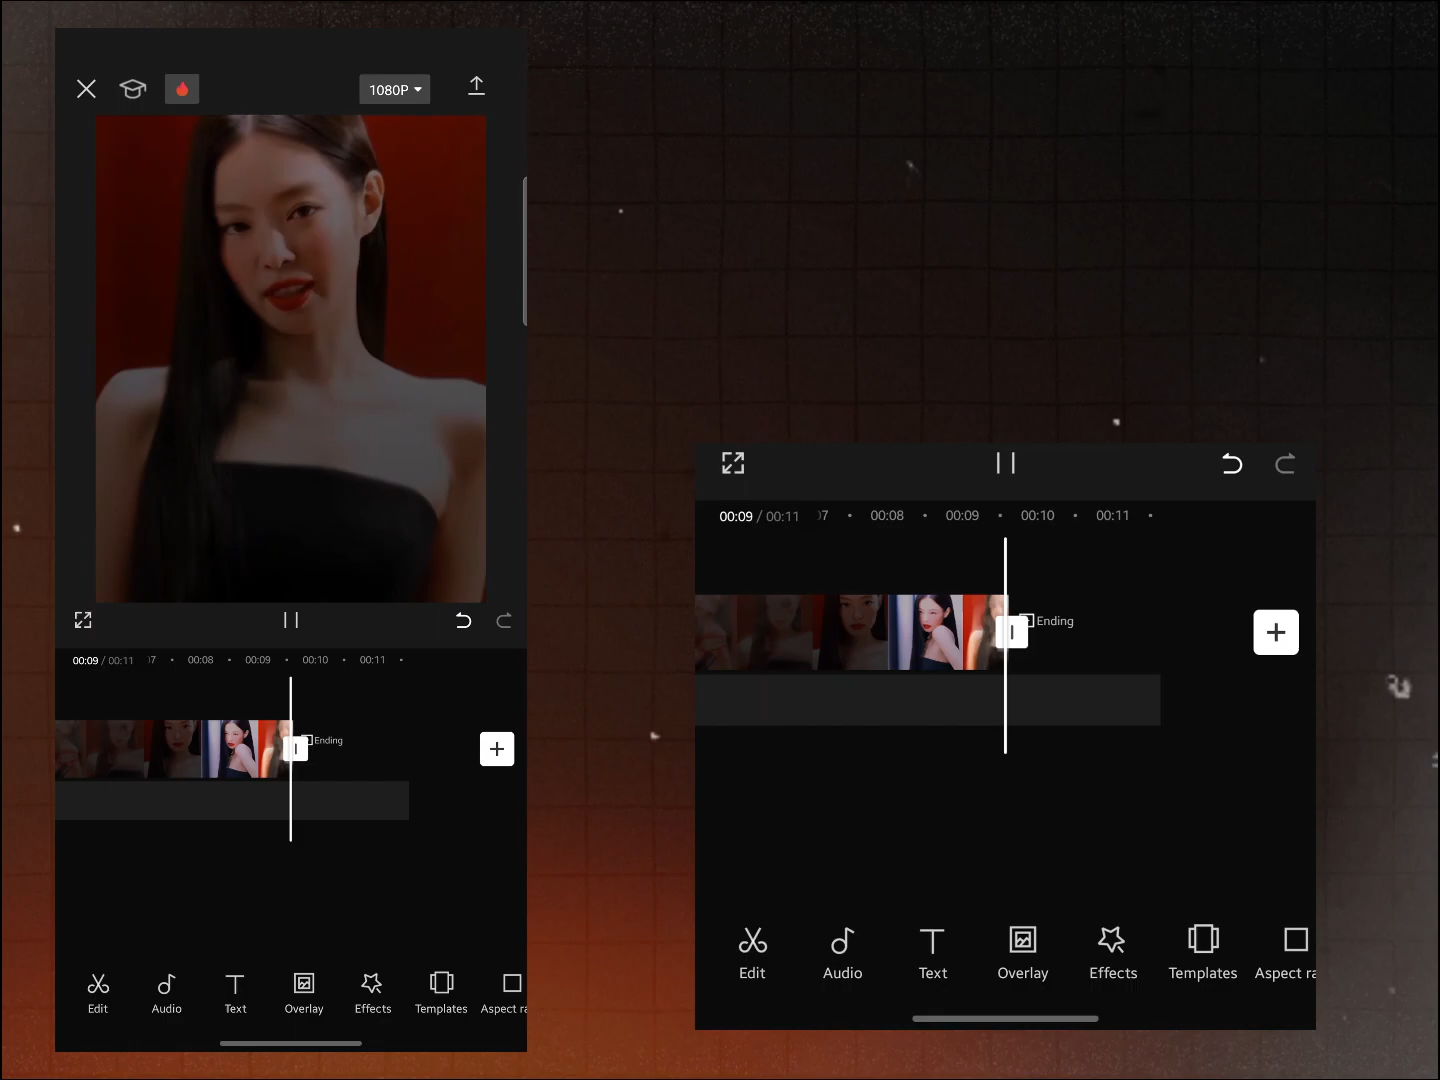 1080P
00:09 / 00:11 00:08 00:09 00:10 00:11
Ending
Edit Audio Text Overlay Effects Templates Aspect
00:09 / 00:11 00:08 00:09 00:10 00:11
Ending
Edit Audio Text Overlay Effects Templates Aspect